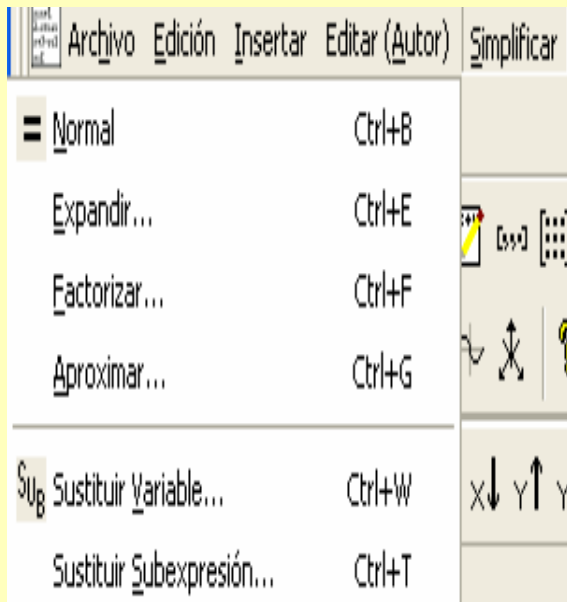 Archivo Edición Insertar Editar (Autor) Simplificar
Normal Ctrl+B
Expandir... Ctrl+E
Factorizar... Ctrl+F
Aproximar... Ctrl+G
SUB Sustituir Variable... Ctrl+W
Sustituir Subexpresión... Ctrl+T